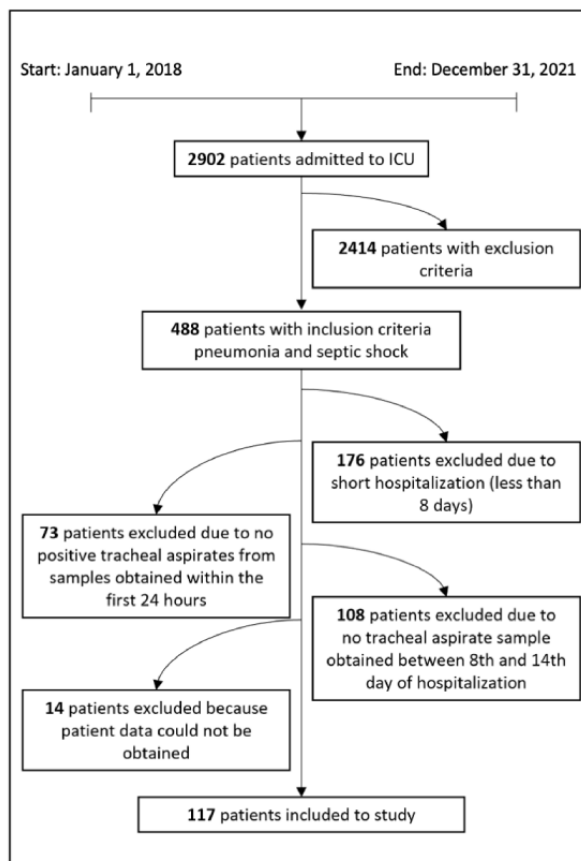 Start: January 1, 2018
End: December 31, 2021
2902 patients admitted to ICU
2414 patients with exclusion
criteria
488 patients with inclusion criteria
pneumonia and septic shock
176 patients excluded due to
short hospitalization (less than
8 days)
73 patients excluded due to no
positive tracheal aspirates from
samples obtained within the
first 24 hours
108 patients excluded due to
no tracheal aspirate sample
obtained between 8th and 14th
day of hospitalization
14 patients excluded because
patient data could not be
obtained
117 patients included to study